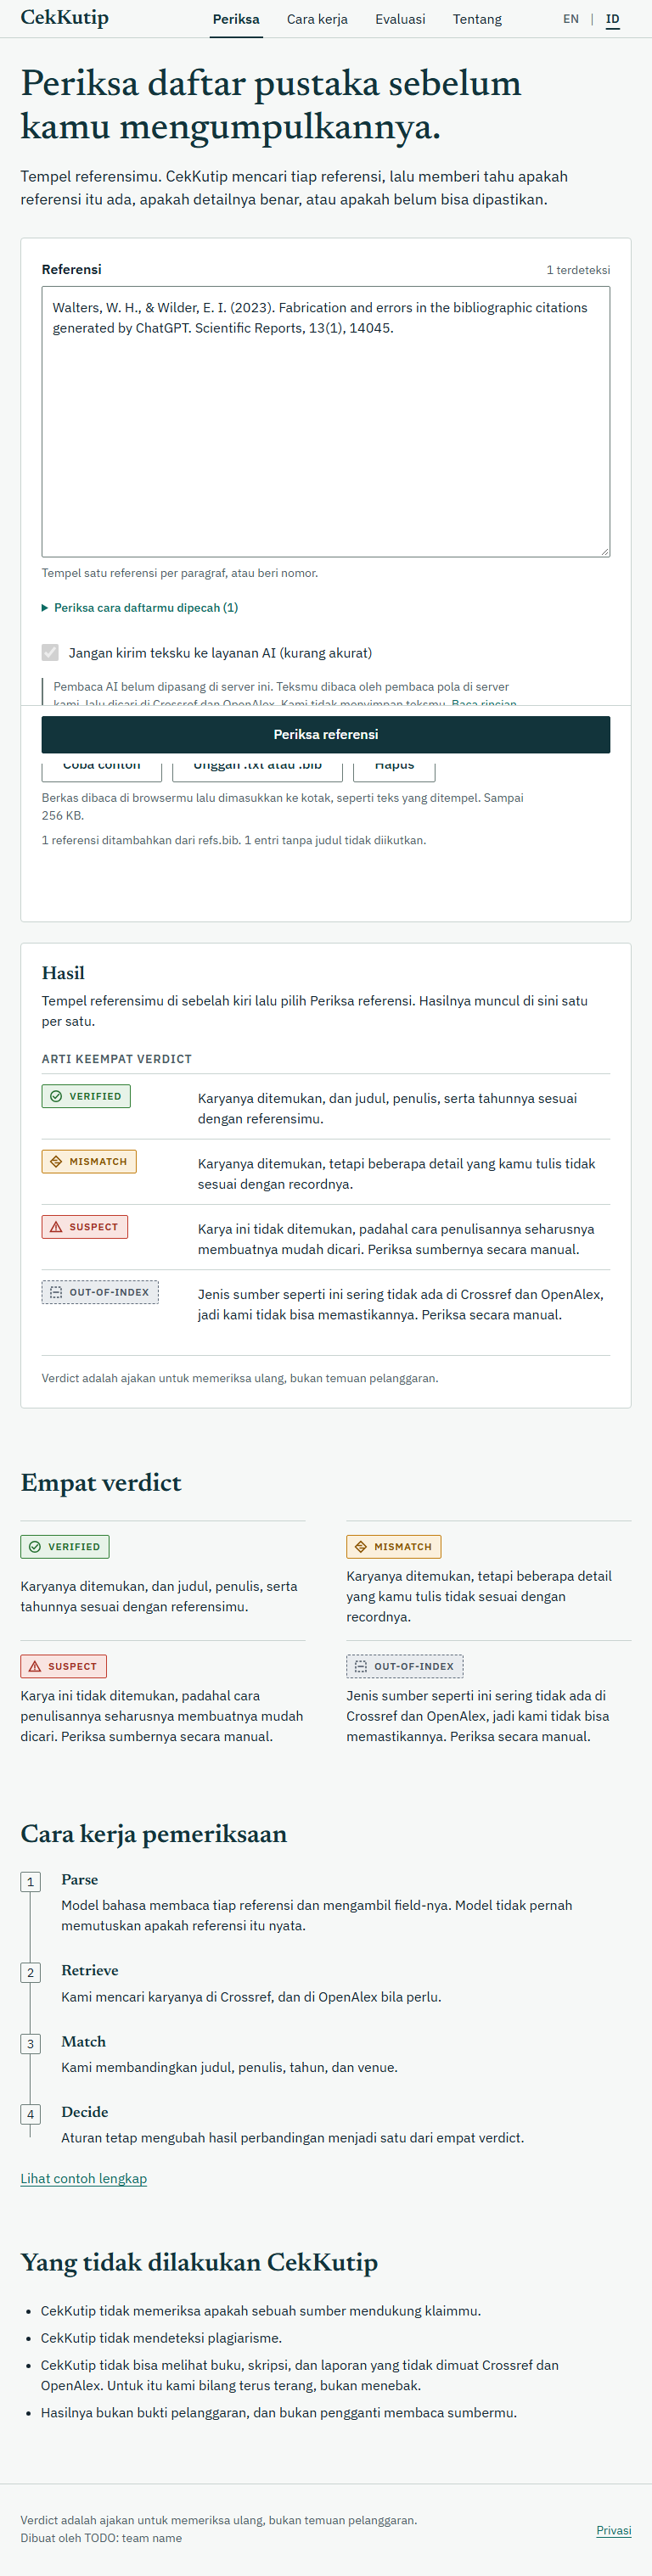 CekKutip
Periksa
Cara kerja
Evaluasi
Tentang
EN | ID
Periksa daftar pustaka sebelum
kamu mengumpulkannya.
Tempel referensimu. CekKutip mencari tiap referensi, lalu memberi tahu apakah
referensi itu ada, apakah detailnya benar, atau apakah belum bisa dipastikan.
Referensi
1 terdeteksi
Walters, W. H., & Wilder, E. I. (2023). Fabrication and errors in the bibliographic citations
generated by ChatGPT. Scientific Reports, 13(1), 14045.
Tempel satu referensi per paragraf, atau beri nomor.
Periksa cara daftarmu dipecah (1)
Jangan kirim teksku ke layanan AI (kurang akurat)
Pembaca AI belum dipasang di server ini. Teksmu dibaca oleh pembaca pola di server
kami, lalu dicari di Crossref dan OpenAlex. Kami tidak menyimpan teksmu. Baca rincian
Periksa referensi
Coba contoh
Unggah .txt atau .bib
Hapus
Berkas dibaca di browsermu lalu dimasukkan ke kotak, seperti teks yang ditempel. Sampai
256 KB.
1 referensi ditambahkan dari refs.bib. 1 entri tanpa judul tidak diikutkan.
Hasil
Tempel referensimu di sebelah kiri lalu pilih Periksa referensi. Hasilnya muncul di sini satu
per satu.
ARTI KEEMPAT VERDICT
VERIFIED
Karyanya ditemukan, dan judul, penulis, serta tahunnya sesuai
dengan referensimu.
MISMATCH
Karyanya ditemukan, tetapi beberapa detail yang kamu tulis tidak
sesuai dengan recordnya.
SUSPECT
Karya ini tidak ditemukan, padahal cara penulisannya seharusnya
membuatnya mudah dicari. Periksa sumbernya secara manual.
OUT-OF-INDEX
Jenis sumber seperti ini sering tidak ada di Crossref dan OpenAlex,
jadi kami tidak bisa memastikannya. Periksa secara manual.
Verdict adalah ajakan untuk memeriksa ulang, bukan temuan pelanggaran.
Empat verdict
VERIFIED
Karyanya ditemukan, dan judul, penulis, serta
tahunnya sesuai dengan referensimu.
MISMATCH
Karyanya ditemukan, tetapi beberapa detail
yang kamu tulis tidak sesuai dengan
recordnya.
SUSPECT
Karya ini tidak ditemukan, padahal cara
penulisannya seharusnya membuatnya mudah
dicari. Periksa sumbernya secara manual.
OUT-OF-INDEX
Jenis sumber seperti ini sering tidak ada di
Crossref dan OpenAlex, jadi kami tidak bisa
memastikannya. Periksa secara manual.
Cara kerja pemeriksaan
1
Parse
Model bahasa membaca tiap referensi dan mengambil field-nya. Model tidak pernah
memutuskan apakah referensi itu nyata.
2
Retrieve
Kami mencari karyanya di Crossref, dan di OpenAlex bila perlu.
3
Match
Kami membandingkan judul, penulis, tahun, dan venue.
4
Decide
Aturan tetap mengubah hasil perbandingan menjadi satu dari empat verdict.
Lihat contoh lengkap
Yang tidak dilakukan CekKutip
CekKutip tidak memeriksa apakah sebuah sumber mendukung klaimmu.
CekKutip tidak mendeteksi plagiarisme.
CekKutip tidak bisa melihat buku, skripsi, dan laporan yang tidak dimuat Crossref dan
OpenAlex. Untuk itu kami bilang terus terang, bukan menebak.
Hasilnya bukan bukti pelanggaran, dan bukan pengganti membaca sumbermu.
Verdict adalah ajakan untuk memeriksa ulang, bukan temuan pelanggaran.
Dibuat oleh TODO: team name
Privasi